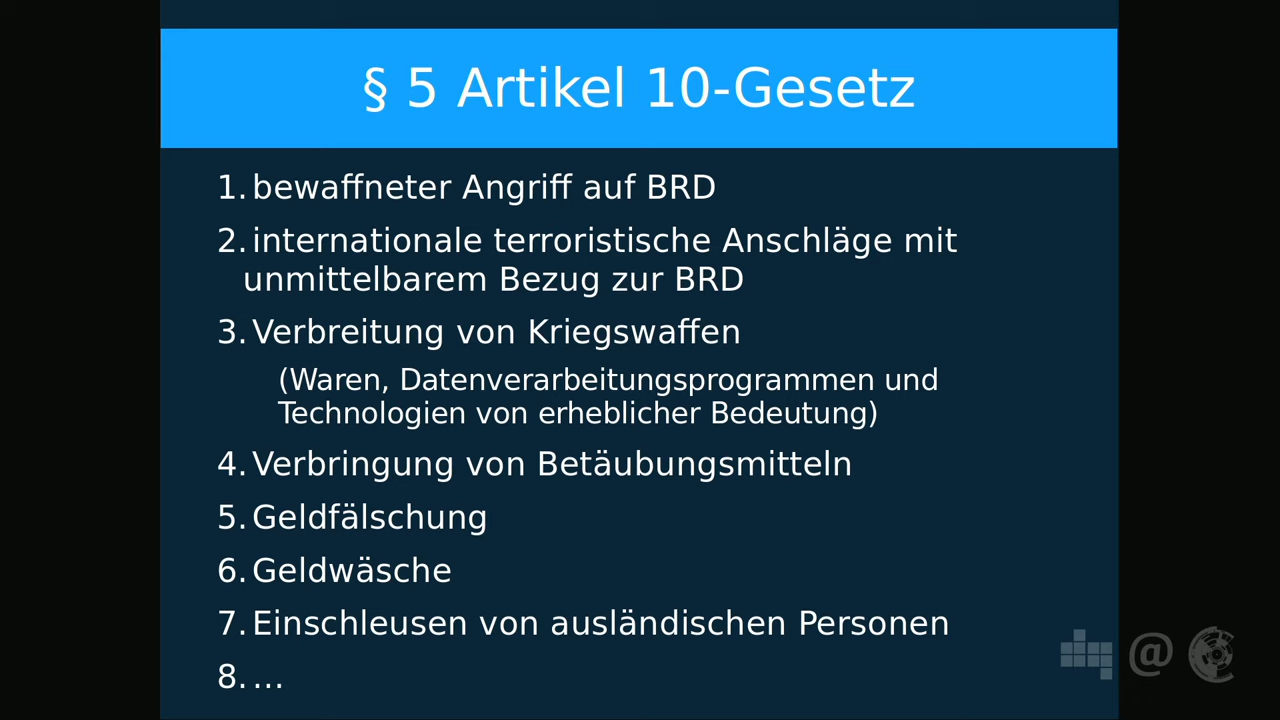 § 5 Artikel 10-Gesetz
1. bewaffneter Angriff auf BRD
2. internationale terroristische Anschläge mit
unmittelbarem Bezug zur BRD
3. Verbreitung von Kriegswaffen
(Waren, Datenverarbeitungsprogrammen und
Technologien von erheblicher Bedeutung)
4. Verbringung von Betäubungsmitteln
5. Geldfälschung
6. Geldwäsche
7. Einschleusen von ausländischen Personen
8. ...
@